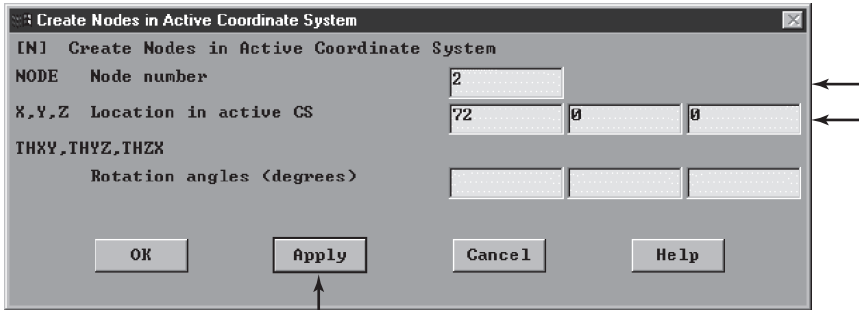 Create Nodes in Active Coordinate System
[N] Create Nodes in Active Coordinate System
NODE Node number 2
X,Y,Z Location in active CS 72 0 0
THXY,THYZ,THZX
Rotation angles (degrees)
OK Apply Cancel Help